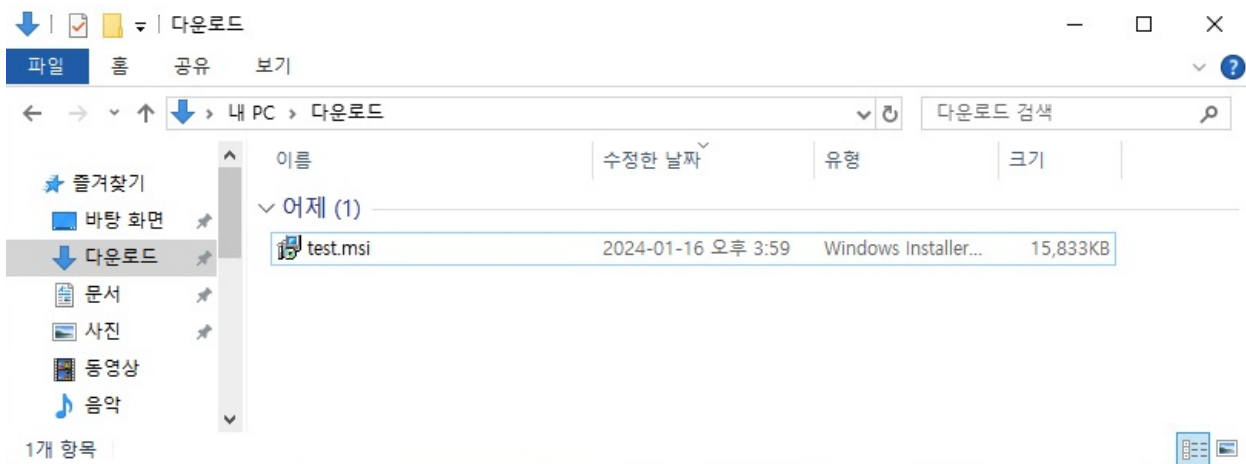 다운로드
파일 홈 공유 보기
내 PC › 다운로드 다운로드 검색
이름 수정한 날짜 유형 크기
즐겨찾기
어제 (1)
바탕 화면
test.msi 2024-01-16 오후 3:59 Windows Installer... 15,833KB
다운로드
문서
사진
동영상
음악
1개 항목